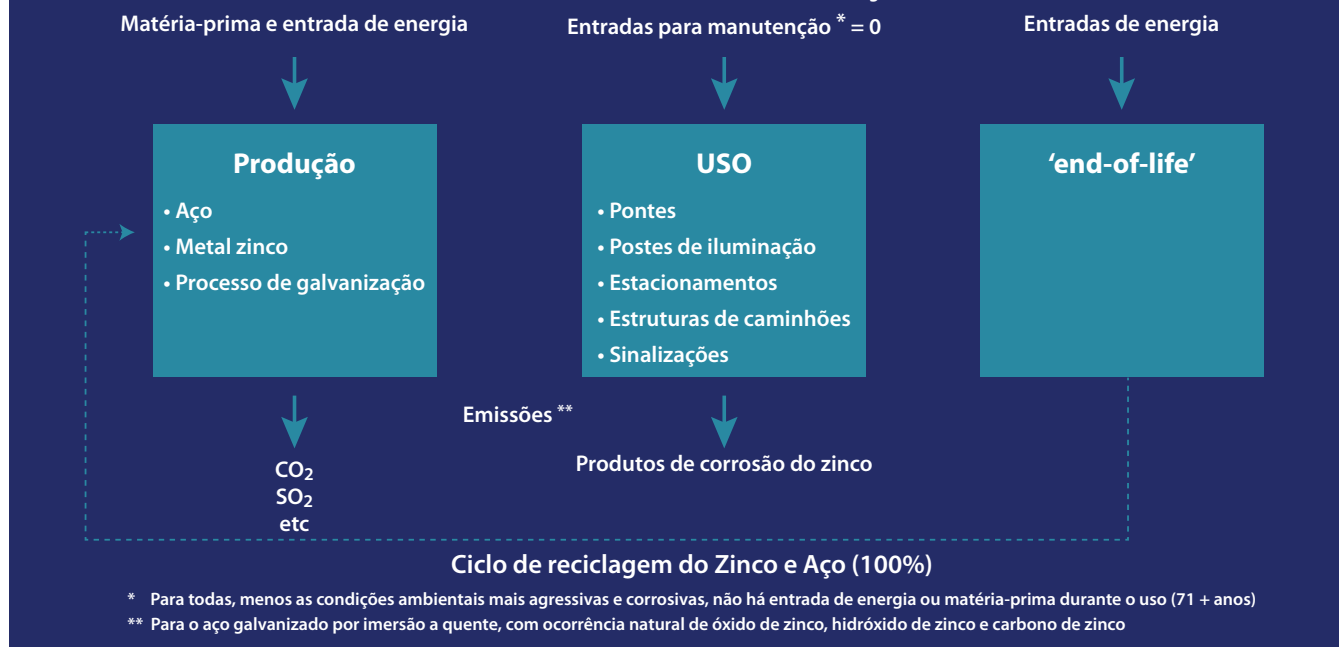 Matéria-prima e entrada de energia
Entradas para manutenção * = 0
Entradas de energia
Produção
• Aço
• Metal zinco
• Processo de galvanização
USO
• Pontes
• Postes de iluminação
• Estacionamentos
• Estruturas de caminhões
• Sinalizações
‘end-of-life’
Emissões **
CO2
SO2
etc
Produtos de corrosão do zinco
Ciclo de reciclagem do Zinco e Aço (100%)
* Para todas, menos as condições ambientais mais agressivas e corrosivas, não há entrada de energia ou matéria-prima durante o uso (71 + anos)
** Para o aço galvanizado por imersão a quente, com ocorrência natural de óxido de zinco, hidróxido de zinco e carbono de zinco